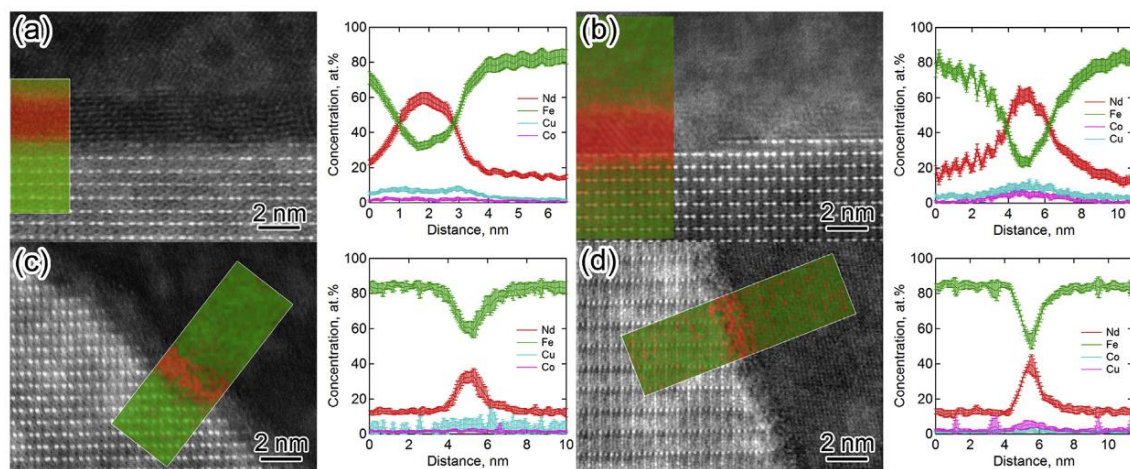 (a)
2 nm
Concentration, at.%
100
80
60
40
20
0
Nd
Fe
Cu
Co
0 1 2 3 4 5 6
Distance, nm
(b)
2 nm
Concentration, at.%
100
80
60
40
20
0
Nd
Fe
Co
Cu
0 2 4 6 8 10
Distance, nm
(c)
2 nm
Concentration, at.%
100
80
60
40
20
0
Nd
Fe
Cu
Co
0 2 4 6 8 10
Distance, nm
(d)
2 nm
Concentration, at.%
100
80
60
40
20
0
Nd
Fe
Co
Cu
0 2 4 6 8 10 11
Distance, nm